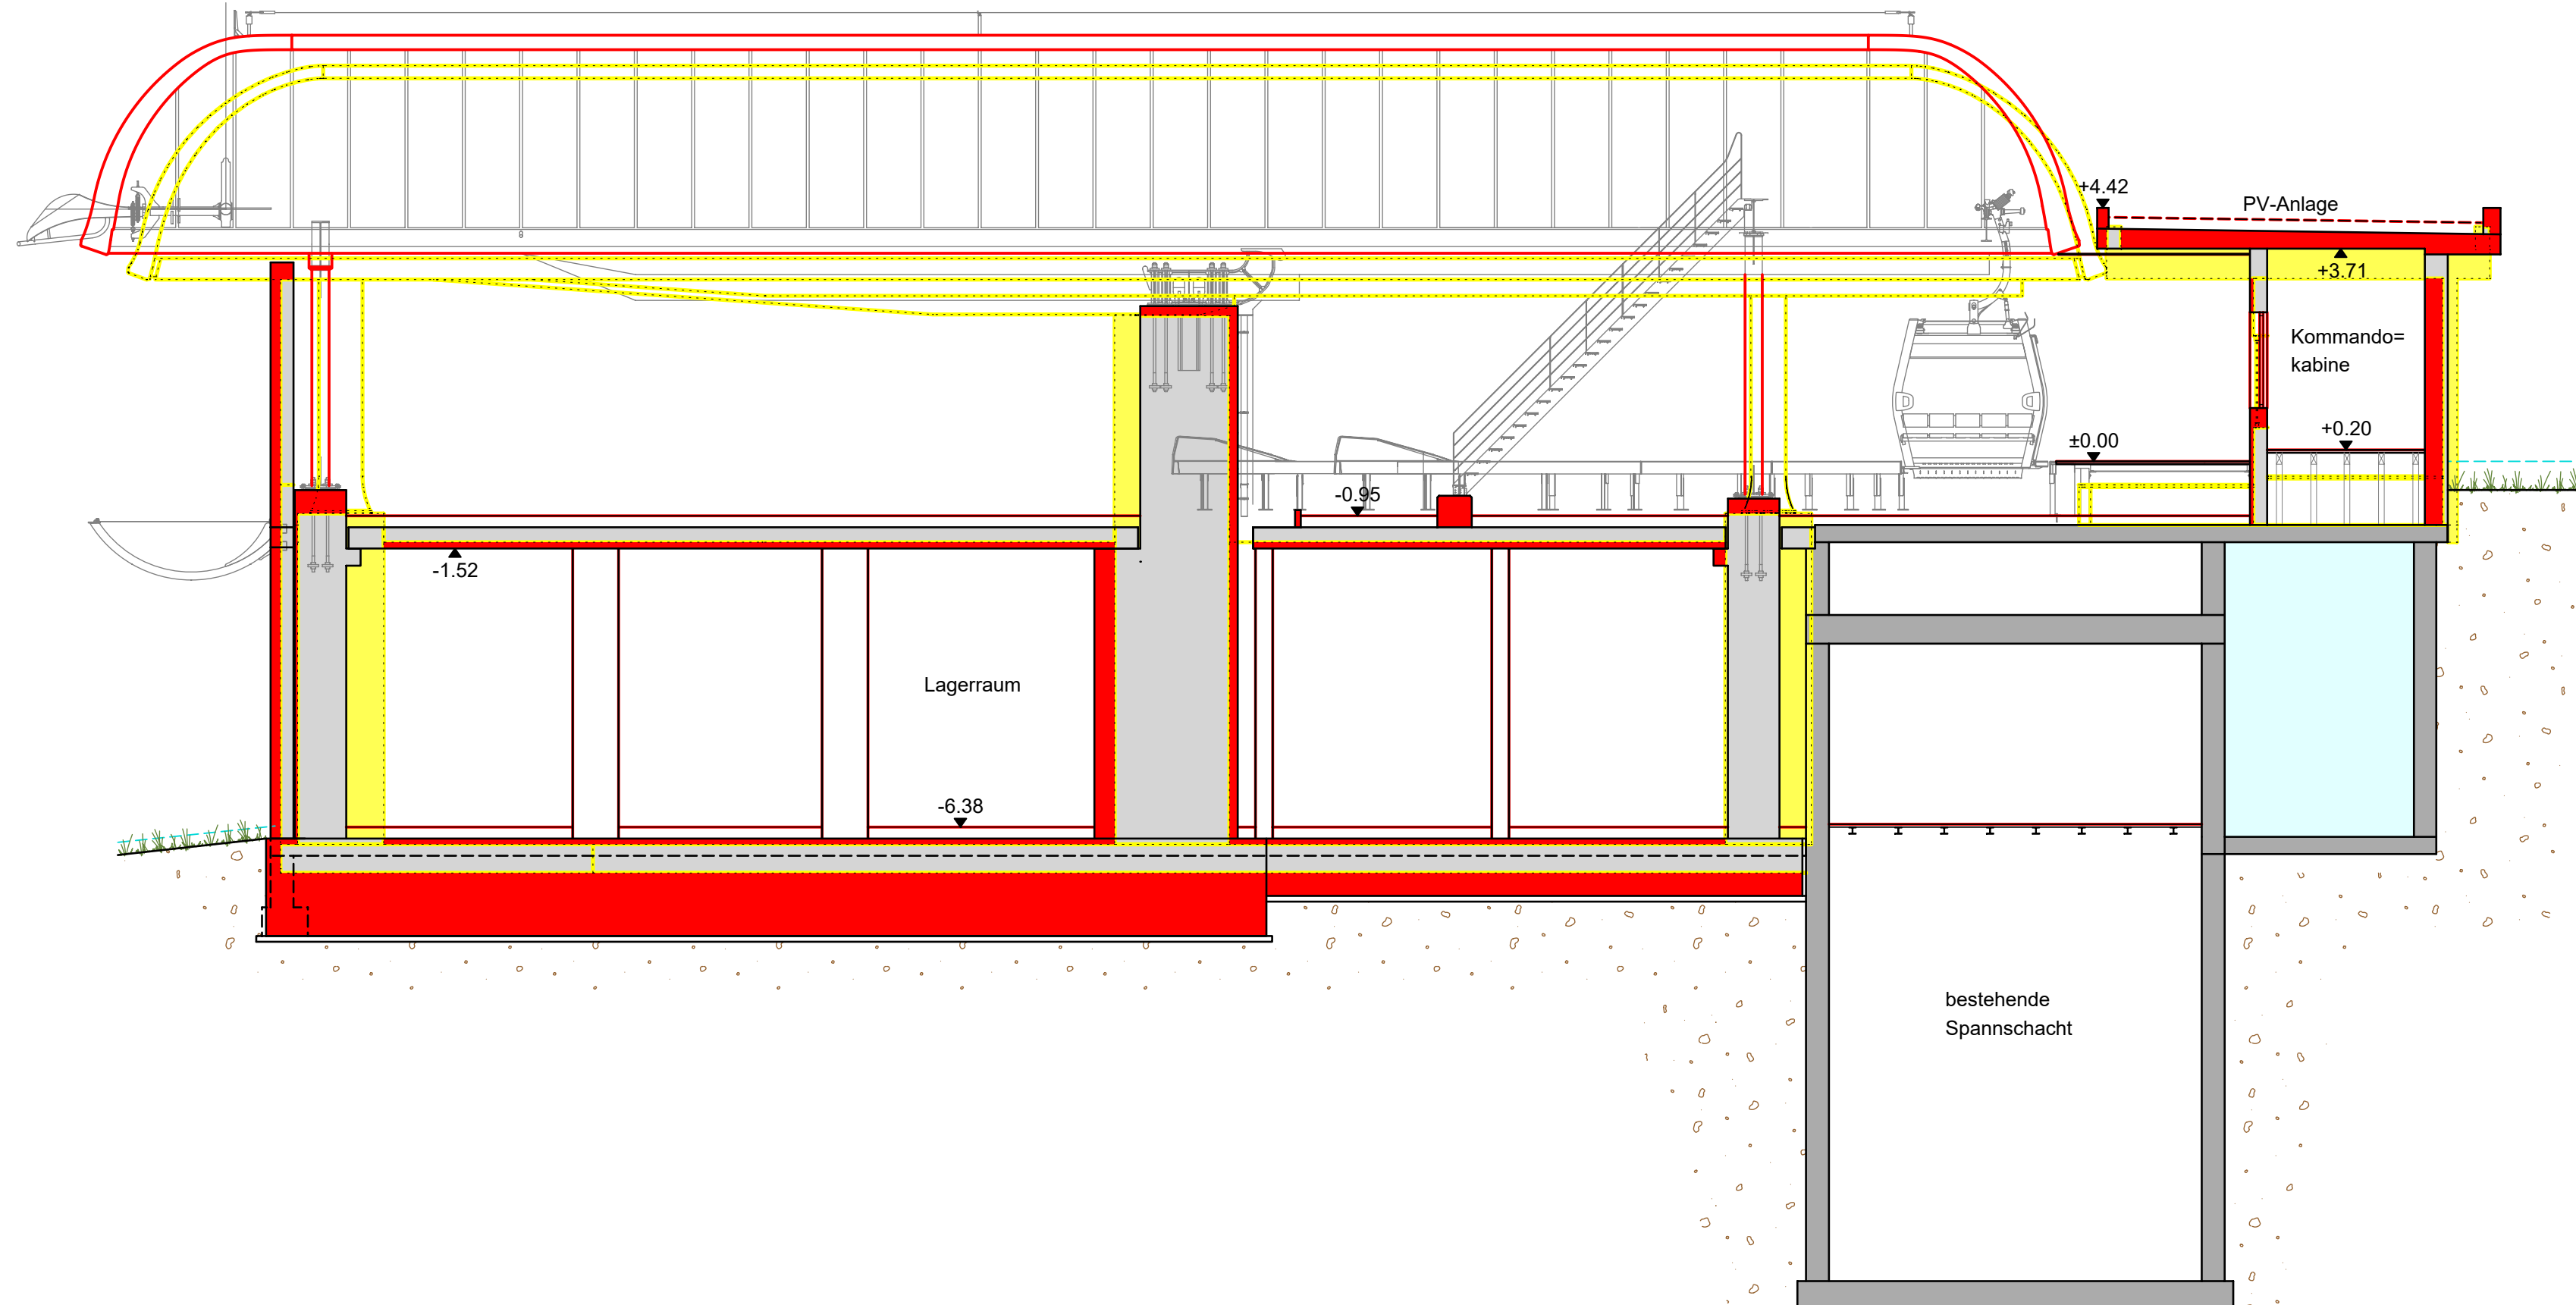 +4.42
PV-Anlage
+3.71
Kommando=
kabine
+0.20
±0.00
-0.95
-1.52
Lagerraum
-6.38
bestehende
Spannschacht